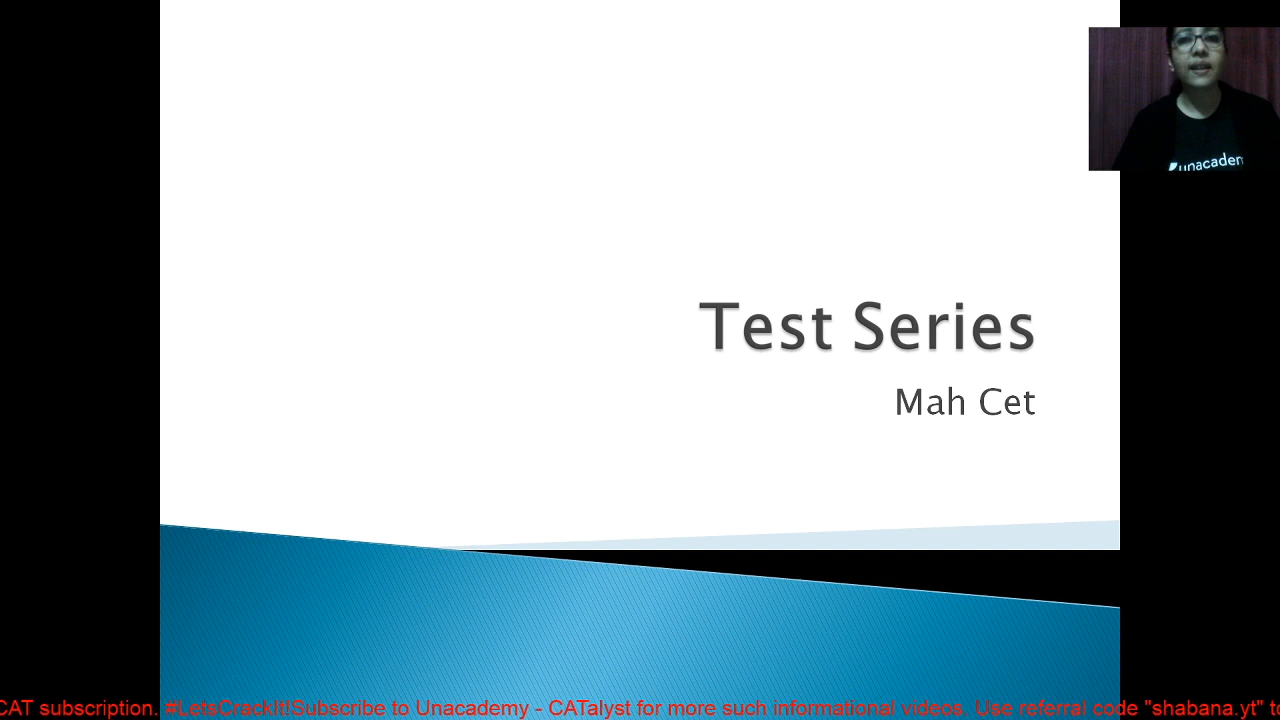 unacadem
Test Series
Mah Cet
CAT subscription. #LetsCrackIt!Subscribe to Unacademy - CATalyst for more such informational videos. Use referral code "shabana.yt" to